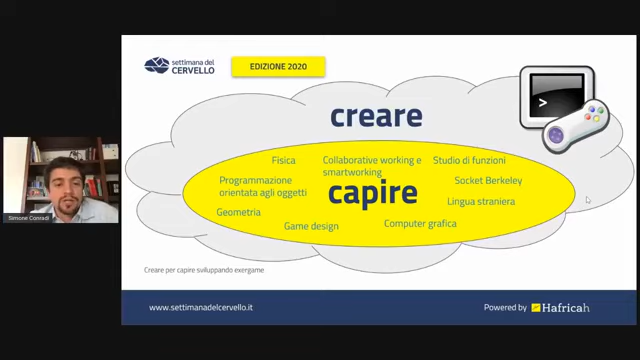 settimana del
CERVELLO
EDIZIONE 2020
creare
Fisica
Collaborative working e
smartworking
Studio di funzioni
Programmazione
orientata agli oggetti
capire
Socket Berkeley
Lingua straniera
Geometria
Game design
Computer grafica
Simone Conradi
Creare per capire sviluppando exergame
www.settimanadelcervello.it
Powered by
Hafricah